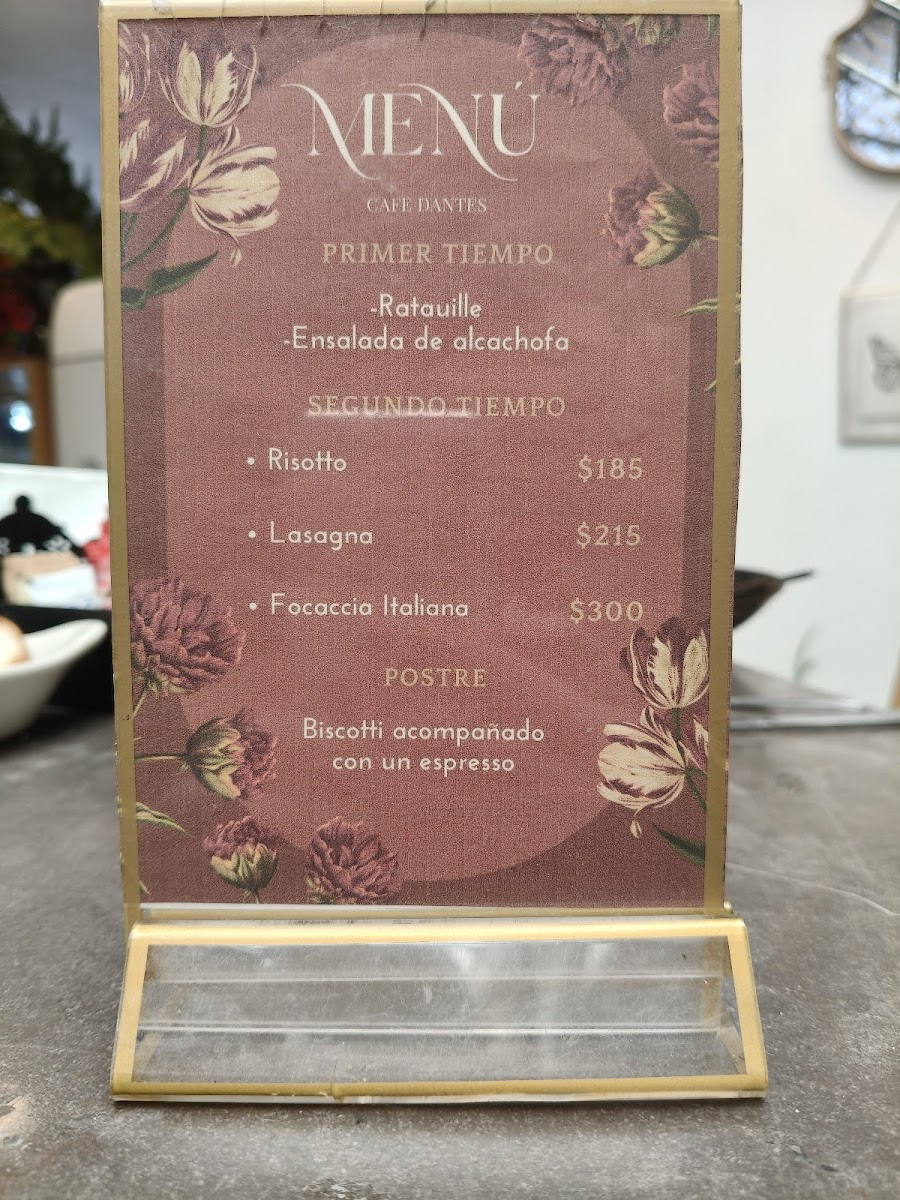 MENÚ
CAFE DANTES
PRIMER TIEMPO
-Ratauille
-Ensalada de alcachofa
SEGUNDO TIEMPO
• Risotto $185
• Lasagna $215
• Focaccia Italiana $300
POSTRE
Biscotti acompañado
con un espresso